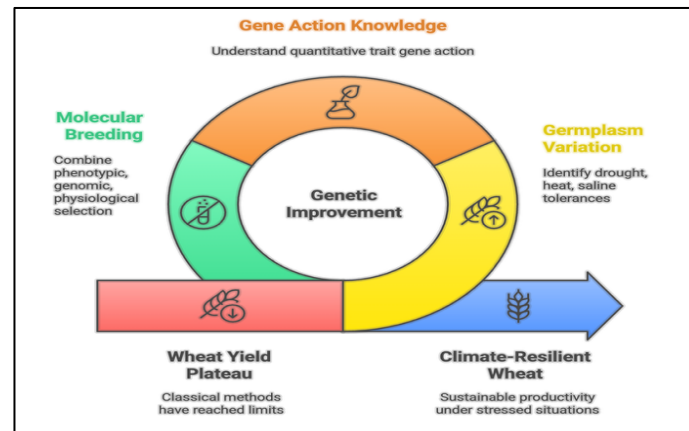 Gene Action Knowledge
Understand quantitative trait gene action
Molecular
Breeding
Combine
phenotypic,
genomic,
physiological
selection
Germplasm
Variation
Identify drought,
heat, saline
tolerances
Genetic
Improvement
Wheat Yield
Plateau
Classical methods
have reached limits
Climate-Resilient
Wheat
Sustainable productivity
under stressed situations